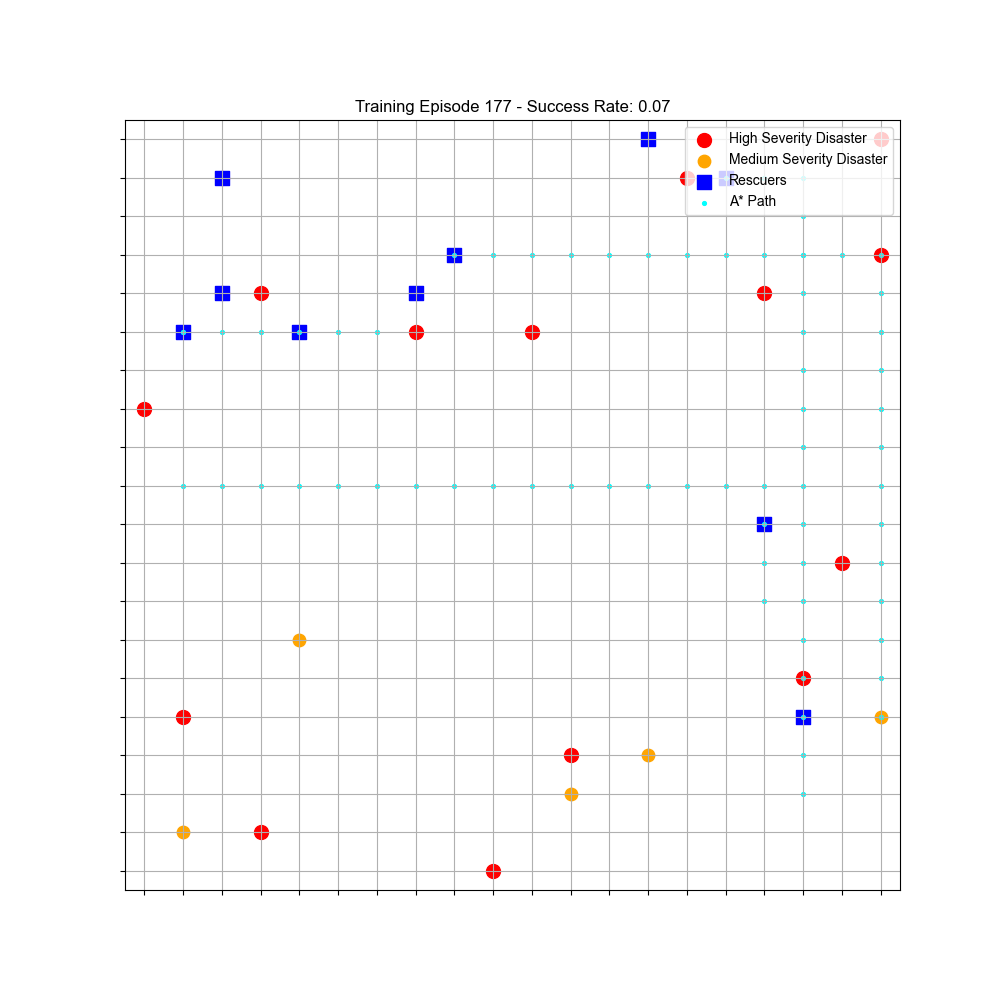 Training Episode 177 - Success Rate: 0.07
High Severity Disaster
Medium Severity Disaster
Rescuers
A* Path